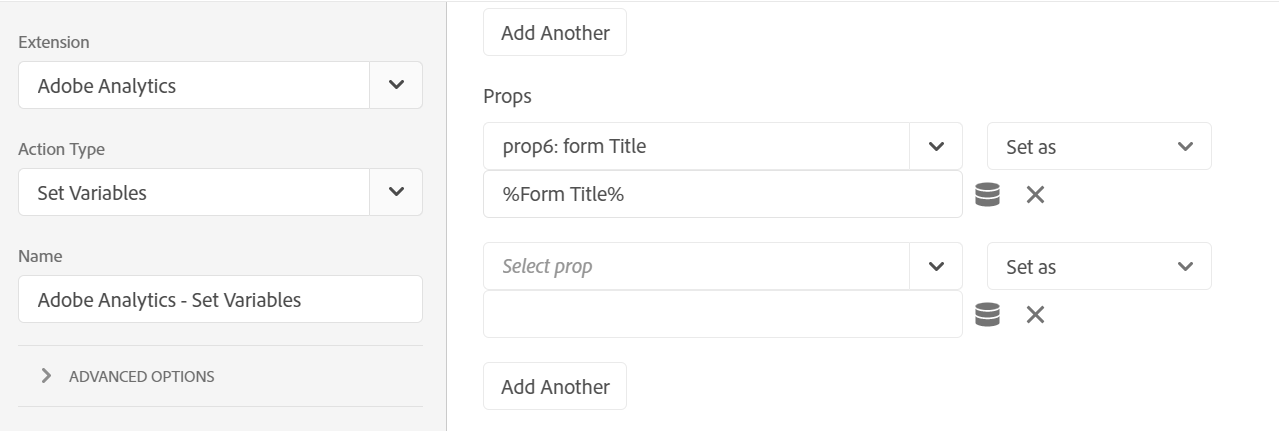 Extension
Adobe Analytics
Action Type
Set Variables
Name
Adobe Analytics - Set Variables
ADVANCED OPTIONS
Add Another
Props
prop6: form Title
Set as
%Form Title%
Select prop
Set as
Add Another